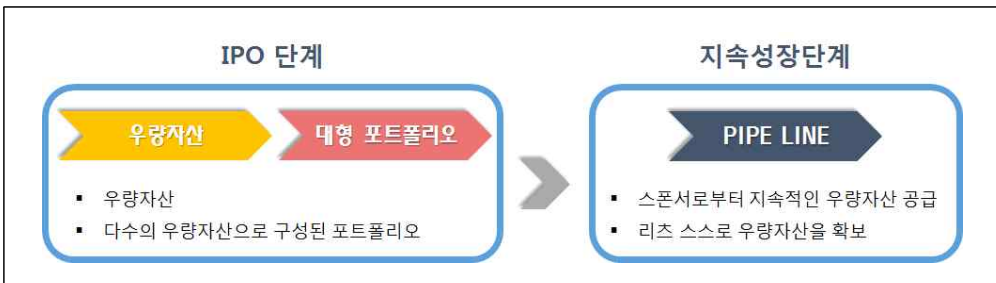 IPO 단계
우량자산
대형 포트폴리오
▪ 우량자산
▪ 다수의 우량자산으로 구성된 포트폴리오
지속성장단계
PIPE LINE
▪ 스폰서로부터 지속적인 우량자산 공급
▪ 리츠 스스로 우량자산을 확보